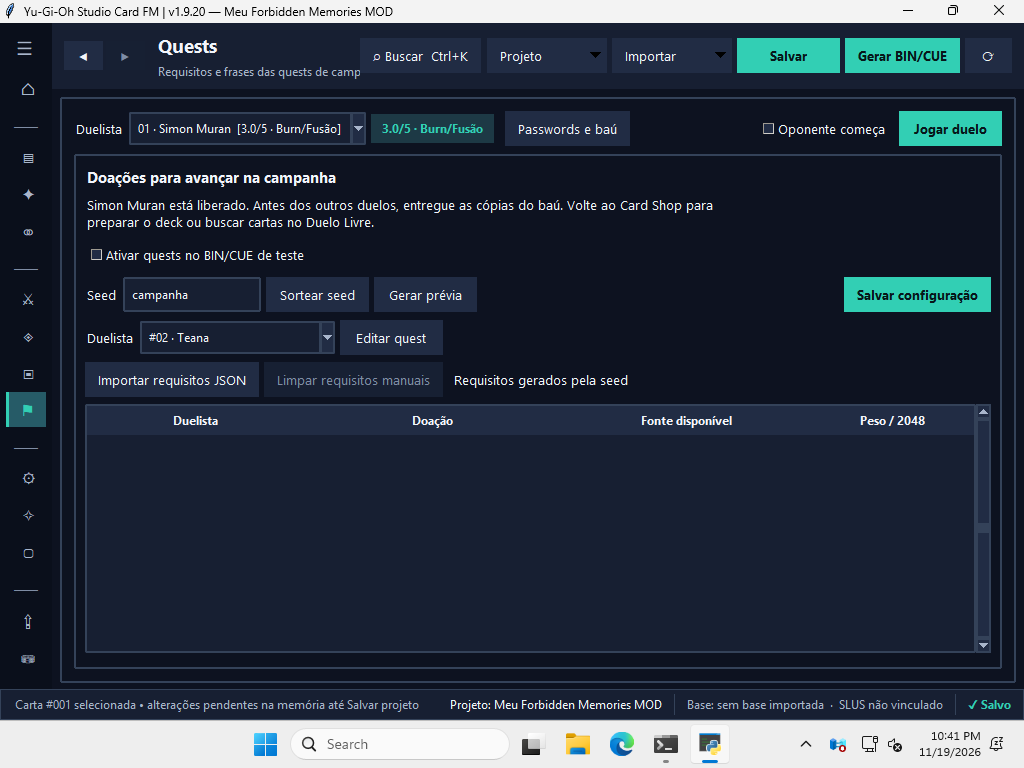 Yu-Gi-Oh Studio Card FM | v1.9.20 — Meu Forbidden Memories MOD
Quests
Requisitos e frases das quests de camp
Buscar Ctrl+K
Projeto
Importar
Salvar
Gerar BIN/CUE
Duelista
01 · Simon Muran [3.0/5 · Burn/Fusão]
3.0/5 · Burn/Fusão
Passwords e baú
Oponente começa
Jogar duelo
Doações para avançar na campanha
Simon Muran está liberado. Antes dos outros duelos, entregue as cópias do baú. Volte ao Card Shop para
preparar o deck ou buscar cartas no Duelo Livre.
Ativar quests no BIN/CUE de teste
Seed
campanha
Sortear seed
Gerar prévia
Salvar configuração
Duelista
#02 · Teana
Editar quest
Importar requisitos JSON
Limpar requisitos manuais
Requisitos gerados pela seed
Duelista
Doação
Fonte disponível
Peso / 2048
Carta #001 selecionada • alterações pendentes na memória até Salvar projeto
Projeto: Meu Forbidden Memories MOD
Base: sem base importada · SLUS não vinculado
✓ Salvo
Search
10:41 PM
11/19/2026